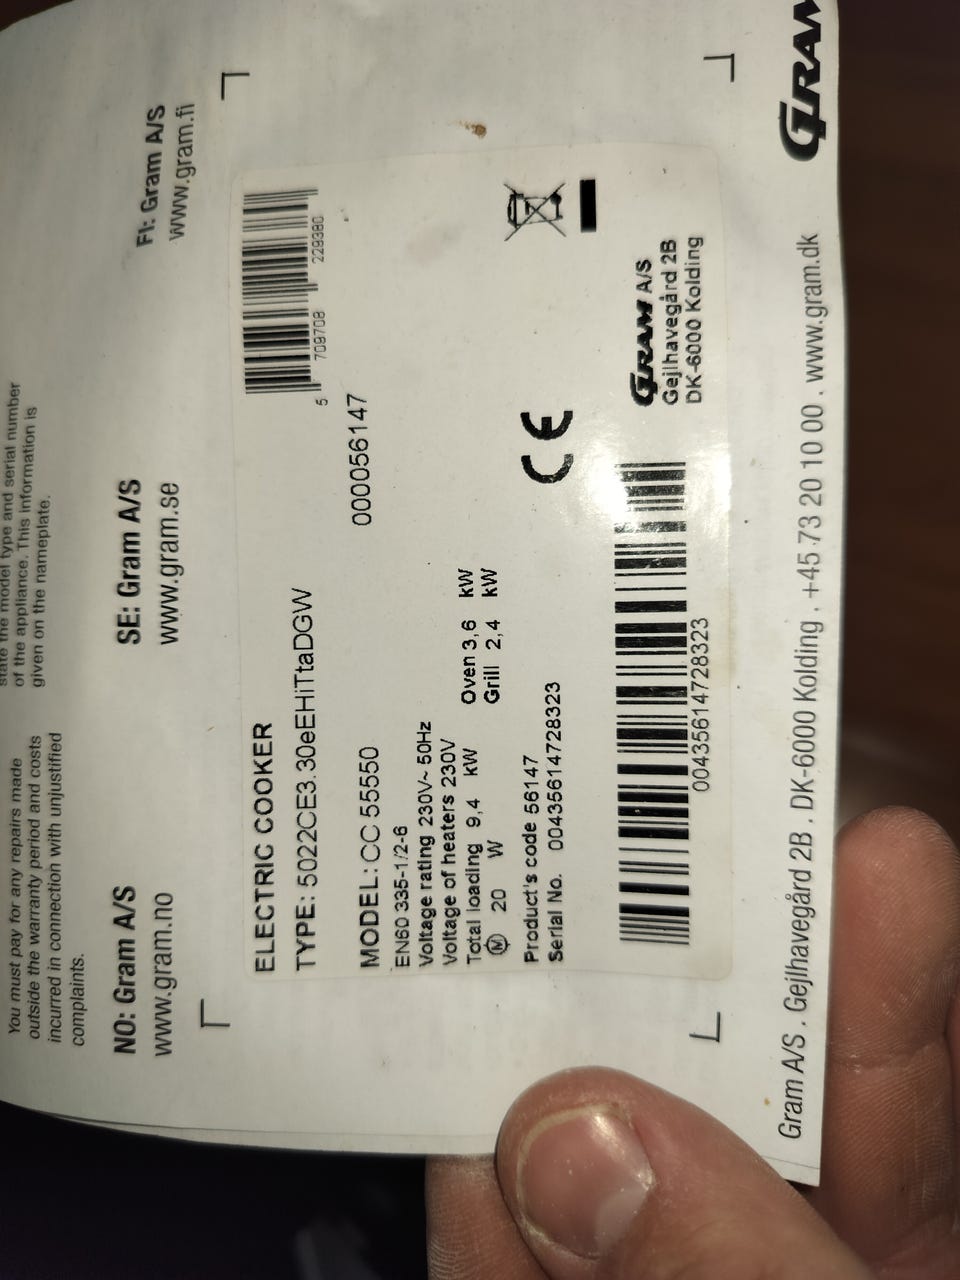 You must pay for any repairs made
outside the warranty period and costs
incurred in connection with unjustified
complaints.
state the model type and serial number
of the appliance. This information is
given on the nameplate.
NO: Gram A/S
www.gram.no
SE: Gram A/S
www.gram.se
FI: Gram A/S
www.gram.fi
ELECTRIC COOKER
TYPE: 5022CE3.30eEHiTtaDGW
5 709708 229380
MODEL: CC 55550
000056147
EN60 335-1/2-6
Voltage rating 230V~ 50Hz
Voltage of heaters 230V
Total loading 9,4 kW Oven 3,6 kW
M 20 W Grill 2,4 kW
Product's code 56147
Serial No. 00435614728323
CE
00435614728323
GRAM A/S
Gejlhavegård 2B
DK-6000 Kolding
Gram A/S . Gejlhavegård 2B . DK-6000 Kolding . +45 73 20 10 00 . www.gram.dk
GRAM